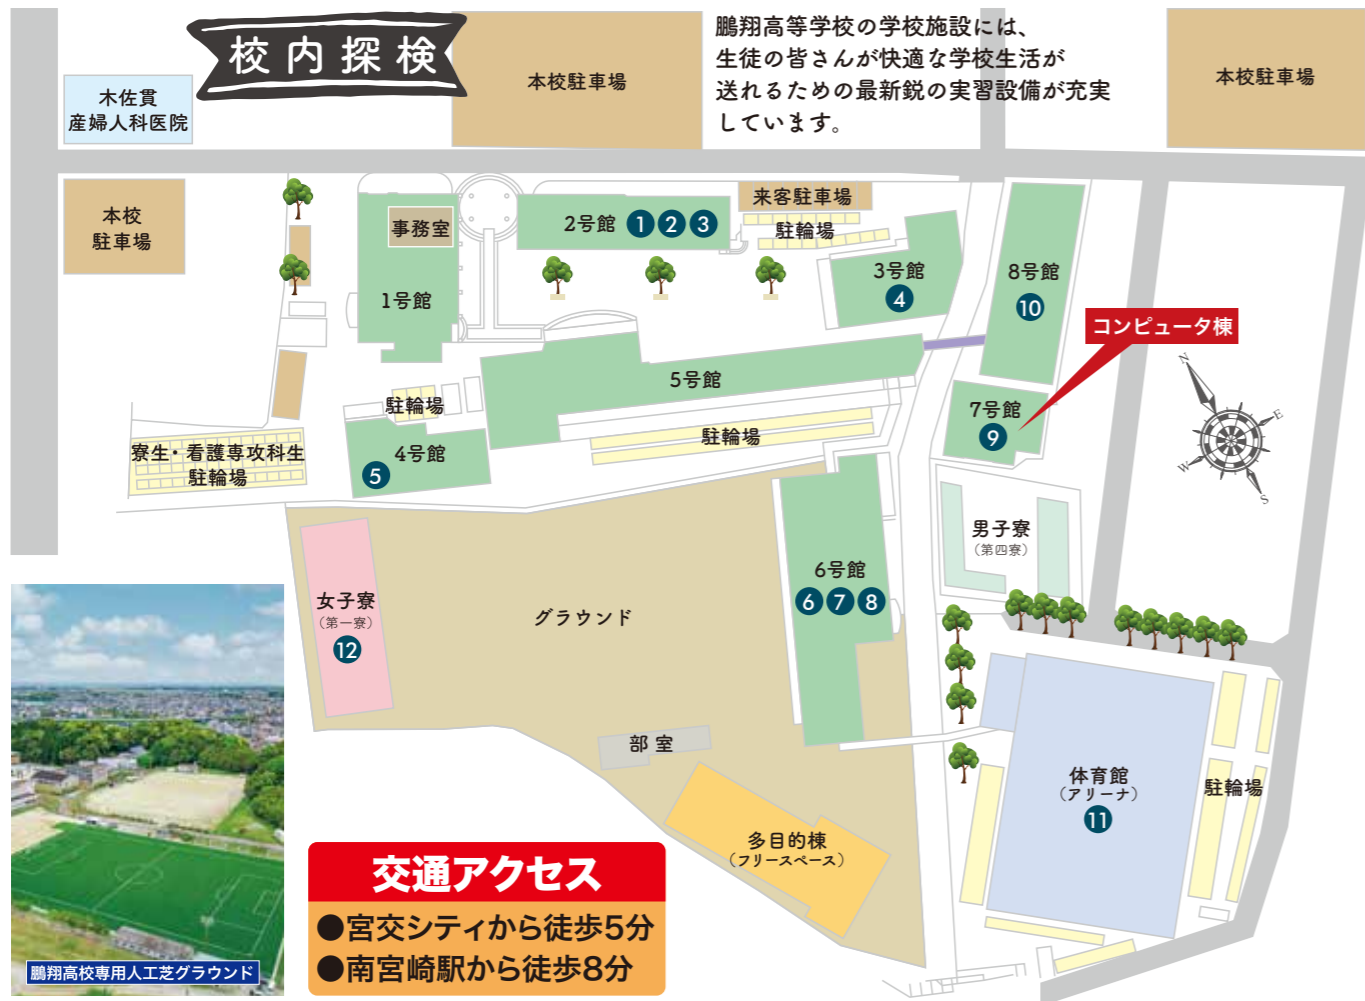 校内探検
鵬翔高等学校の学校施設には、
生徒の皆さんが快適な学校生活が
送れるための最新鋭の実習設備が充実
しています。
木佐貫
産婦人科医院
本校駐車場
本校駐車場
本校
駐車場
事務室
1号館
2号館 1 2 3
来客駐車場
駐輪場
3号館
4
8号館
10
コンピュータ棟
5号館
7号館
9
N
E
W
S
駐輪場
駐輪場
寮生・看護専攻科生
駐輪場
4号館
5
男子寮
（第四寮）
6号館
6 7 8
女子寮
（第一寮）
12
グラウンド
部室
多目的棟
（フリースペース）
体育館
（アリーナ）
11
駐輪場
交通アクセス
●宮交シティから徒歩5分
●南宮崎駅から徒歩8分
鵬翔高校専用人工芝グラウンド